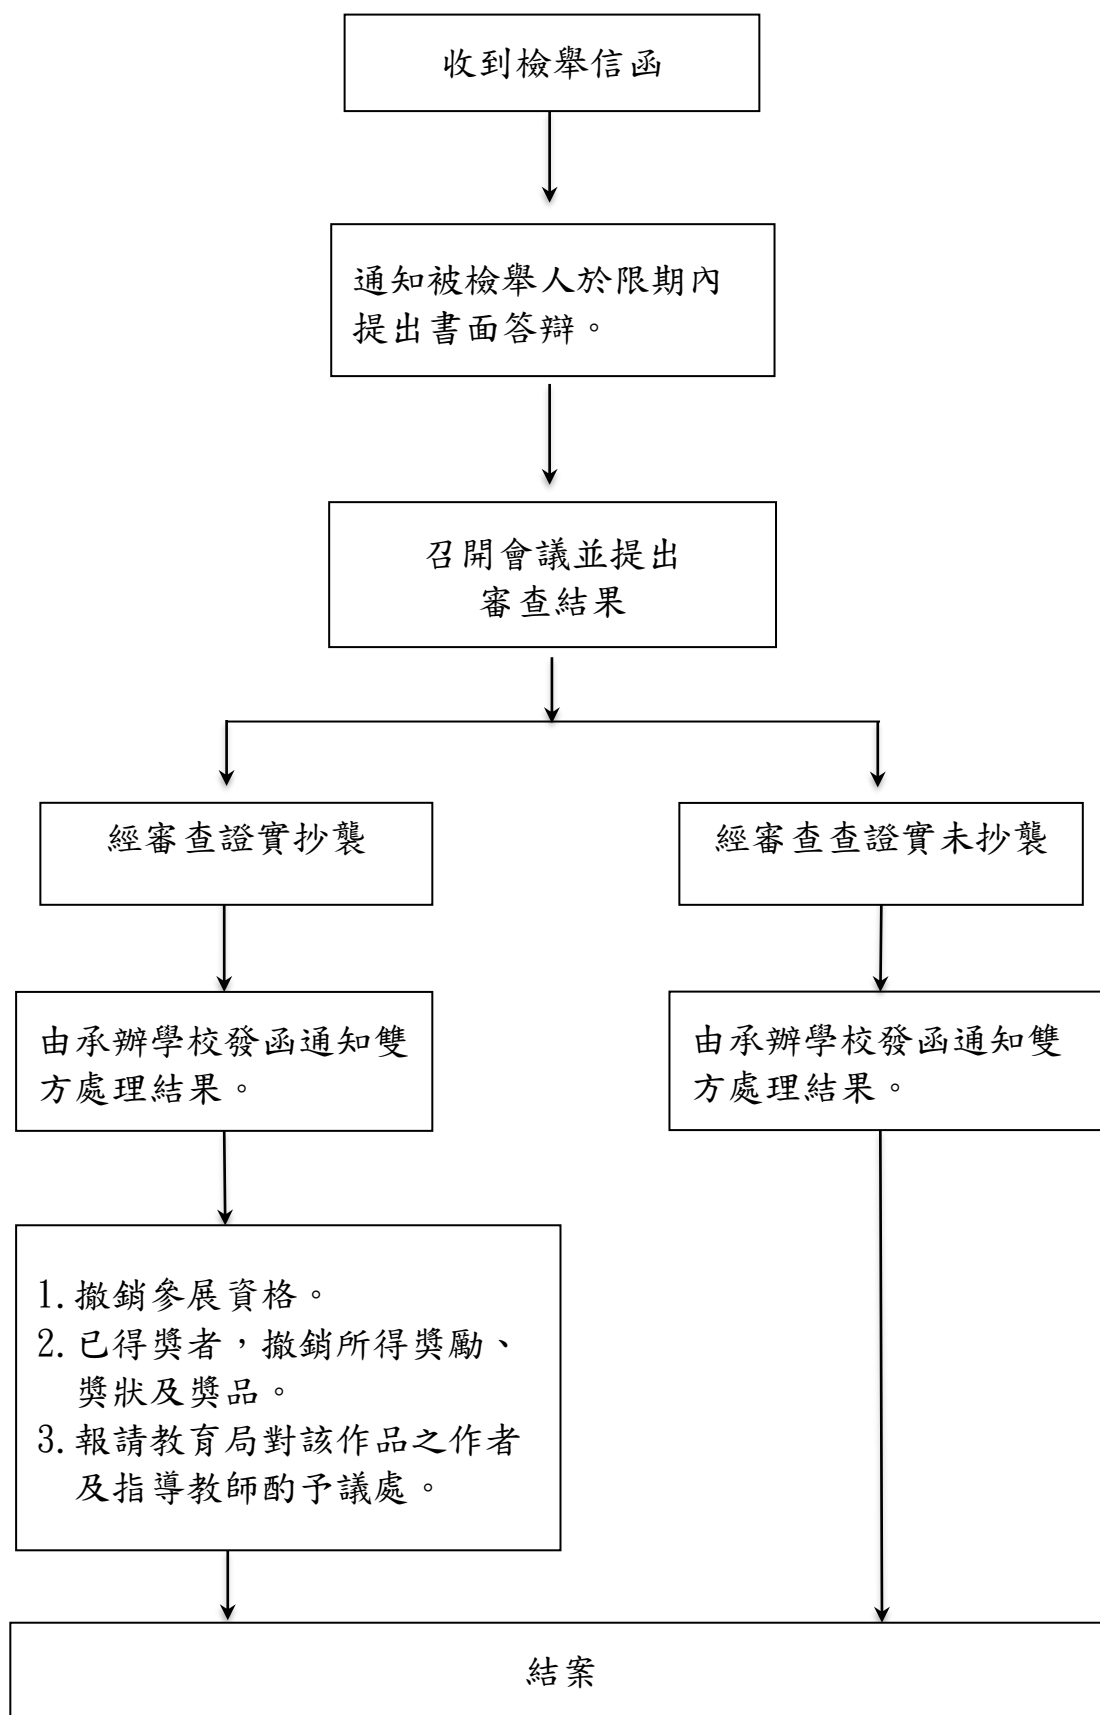 收到檢舉信函
通知被檢舉人於限期內
提出書面答辯。
召開會議並提出
審查結果
經審查證實抄襲
經審查查證實未抄襲
由承辦學校發函通知雙
方處理結果。
由承辦學校發函通知雙
方處理結果。
1.撤銷參展資格。
2.已得獎者，撤銷所得獎勵、
獎狀及獎品。
3.報請教育局對該作品之作者
及指導教師酌予議處。
結案